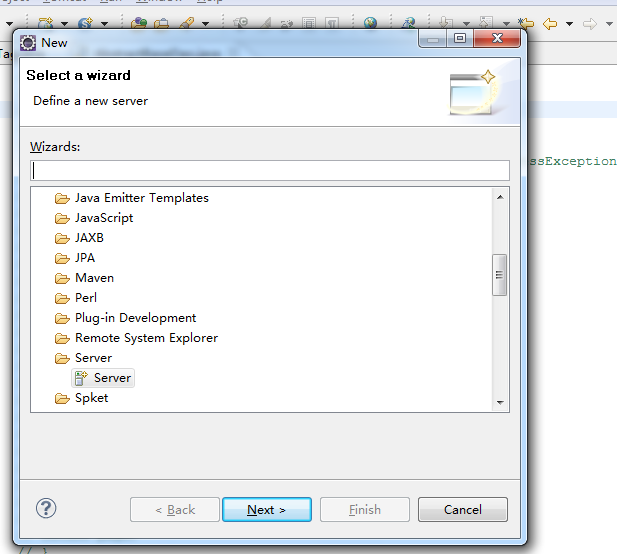 New
Select a wizard
Define a new server
Wizards:
ssException
Java Emitter Templates
JavaScript
JAXB
JPA
Maven
Perl
Plug-in Development
Remote System Explorer
Server
Server
Spket
< Back
Next >
Finish
Cancel
// }